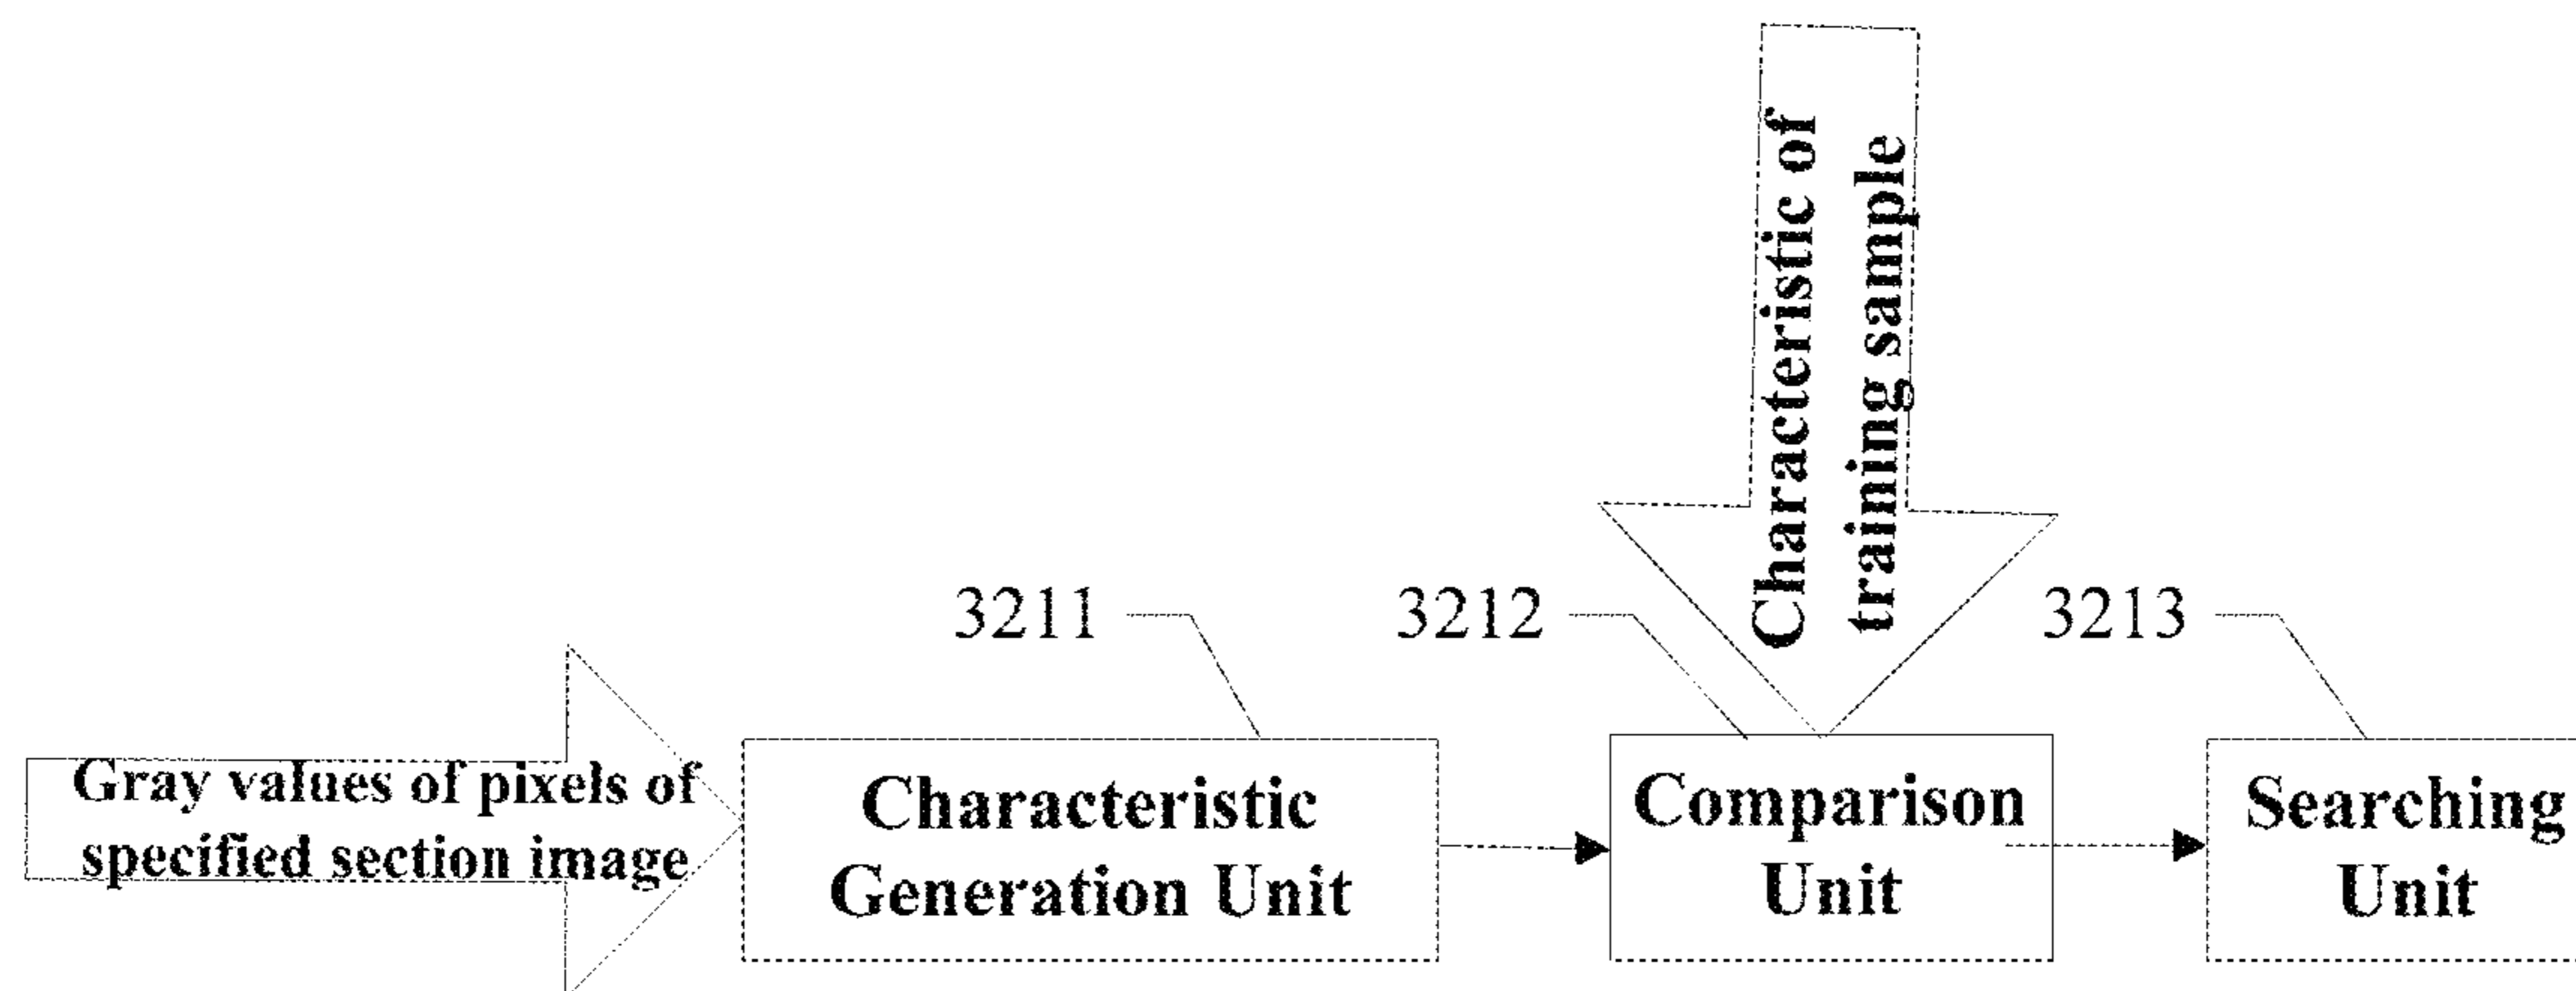 Characteristic of
training sample
3211
3212
3213
Gray values of pixels of
specified section image
Characteristic
Generation Unit
Comparison
Unit
Searching
Unit